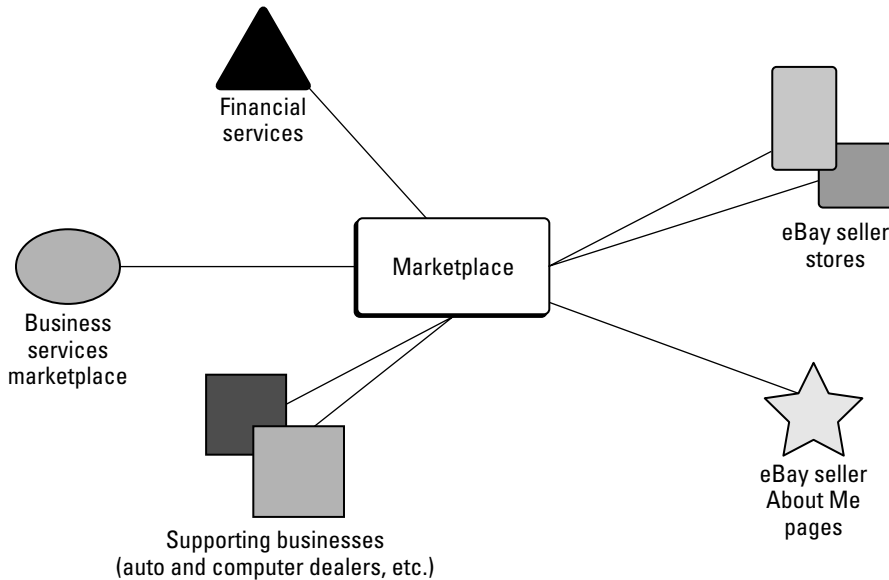 Financial
services
Marketplace
eBay seller
stores
Business
services
marketplace
eBay seller
About Me
pages
Supporting businesses
(auto and computer dealers, etc.)